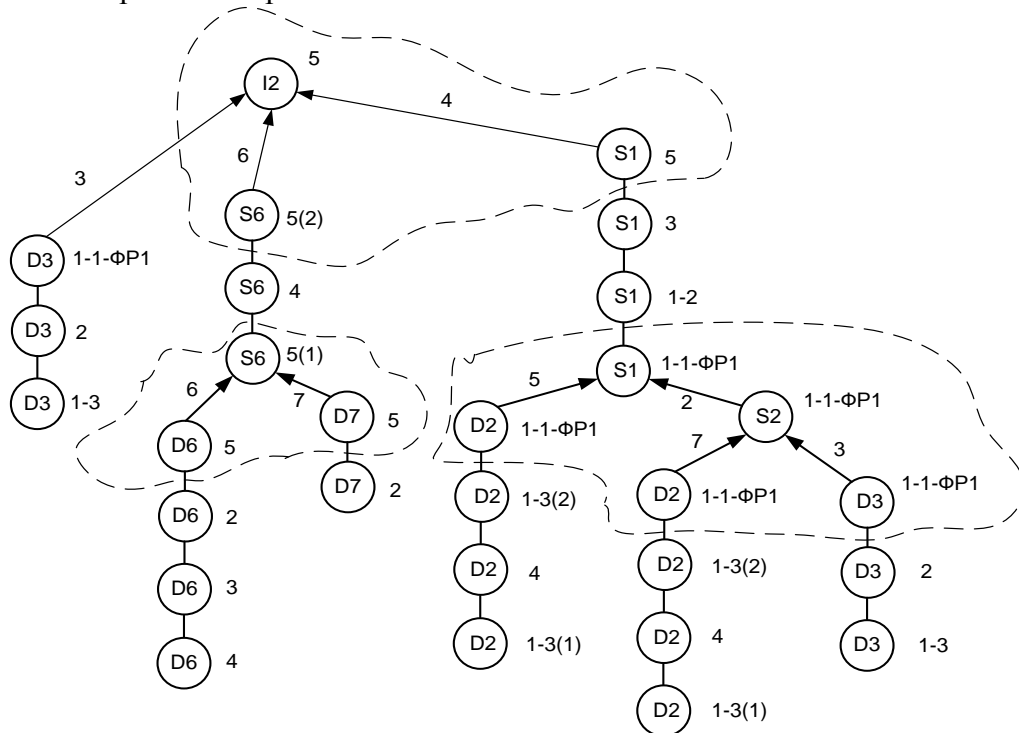 5
I2
4
S1 5
6
3
S6 5(2)
S1 3
D3 1-1-ФР1
S6 4
S1 1-2
D3 2
S6 5(1)
S1 1-1-ФР1
D3 1-3
6
7
5
2
D7 5
S2 1-1-ФР1
D2 1-1-ФР1
D6 5
7
3
D7 2
D2 1-3(2)
D2 1-1-ФР1
D3 1-1-ФР1
D6 2
D2 4
D2 1-3(2)
D3 2
D6 3
D2 1-3(1)
D2 4
D3 1-3
D6 4
D2 1-3(1)